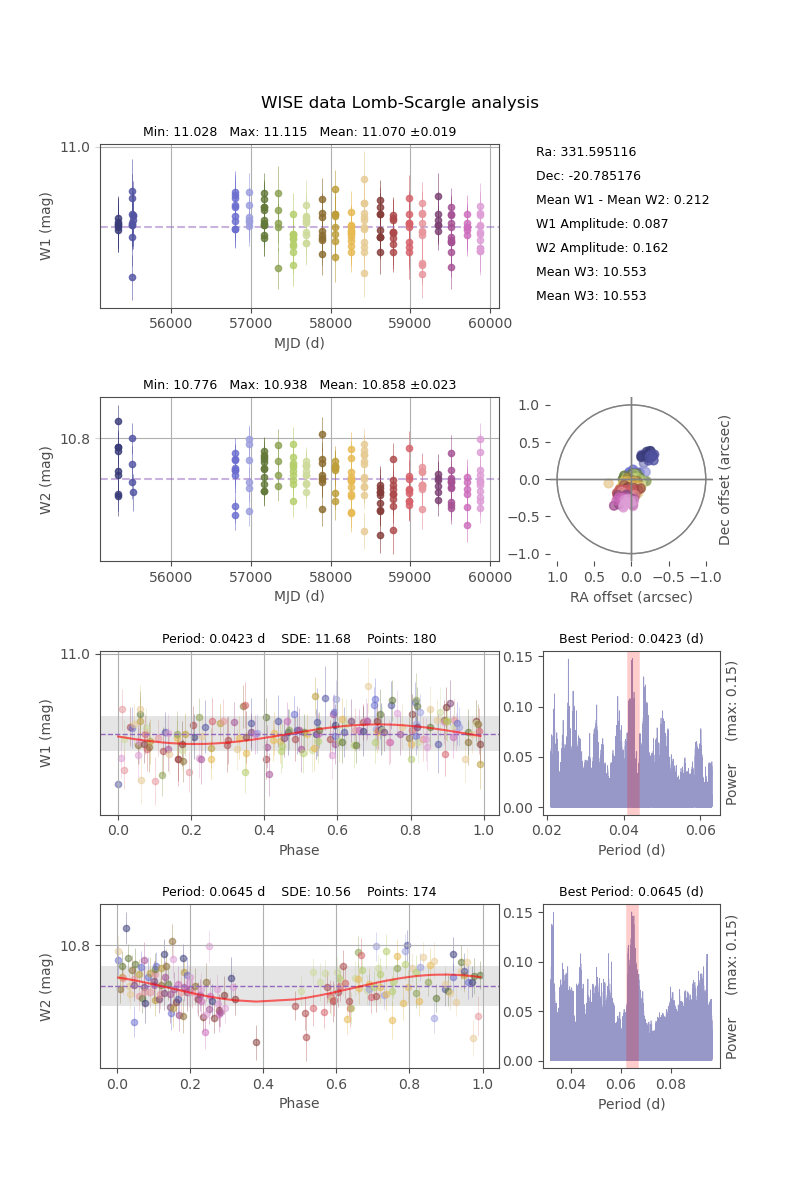 WISE data Lomb-Scargle analysis
Min: 11.028   Max: 11.115   Mean: 11.070 ±0.019
11.0
W1 (mag)
56000 57000 58000 59000 60000
MJD (d)
Ra: 331.595116
Dec: -20.785176
Mean W1 - Mean W2: 0.212
W1 Amplitude: 0.087
W2 Amplitude: 0.162
Mean W3: 10.553
Mean W3: 10.553
Min: 10.776   Max: 10.938   Mean: 10.858 ±0.023
10.8
W2 (mag)
56000 57000 58000 59000 60000
MJD (d)
1.0
0.5
0.0
−0.5
−1.0
Dec offset (arcsec)
1.0 0.5 0.0 −0.5 −1.0
RA offset (arcsec)
Period: 0.0423 d    SDE: 11.68    Points: 180
11.0
W1 (mag)
0.0 0.2 0.4 0.6 0.8 1.0
Phase
Best Period: 0.0423 (d)
0.15
0.10
0.05
0.00
Power    (max: 0.15)
0.02 0.04 0.06
Period (d)
Period: 0.0645 d    SDE: 10.56    Points: 174
10.8
W2 (mag)
0.0 0.2 0.4 0.6 0.8 1.0
Phase
Best Period: 0.0645 (d)
0.15
0.10
0.05
0.00
Power    (max: 0.15)
0.04 0.06 0.08
Period (d)